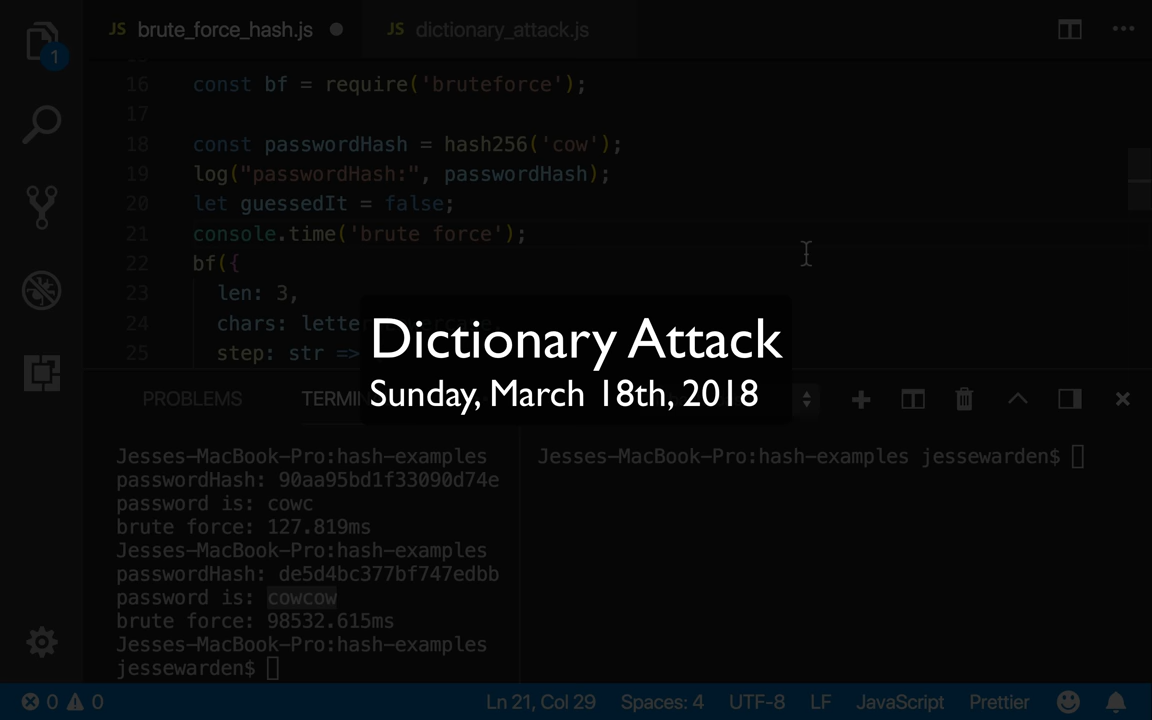 JS brute_force_hash.js
JS dictionary_attack.js
1
16 const bf = require('bruteforce');
17
18 const passwordHash = hash256('cow');
19 log("passwordHash:", passwordHash);
20 let guessedIt = false;
21 console.time('brute force');
22 bf({
23 len: 3,
24 chars:
25 step: str =>
Dictionary Attack
Sunday, March 18th, 2018
PROBLEMS
Jesses-MacBook-Pro:hash-examples
passwordHash: 90aa95bd1f33090d74e
password is: cowc
brute force: 127.819ms
Jesses-MacBook-Pro:hash-examples
passwordHash: de5d4bc377bf747edbb
password is: cowcow
brute force: 98532.615ms
Jesses-MacBook-Pro:hash-examples
jessewarden$
Jesses-MacBook-Pro:hash-examples jessewarden$
0 0
Ln 21, Col 29 Spaces: 4 UTF-8 LF JavaScript Prettier